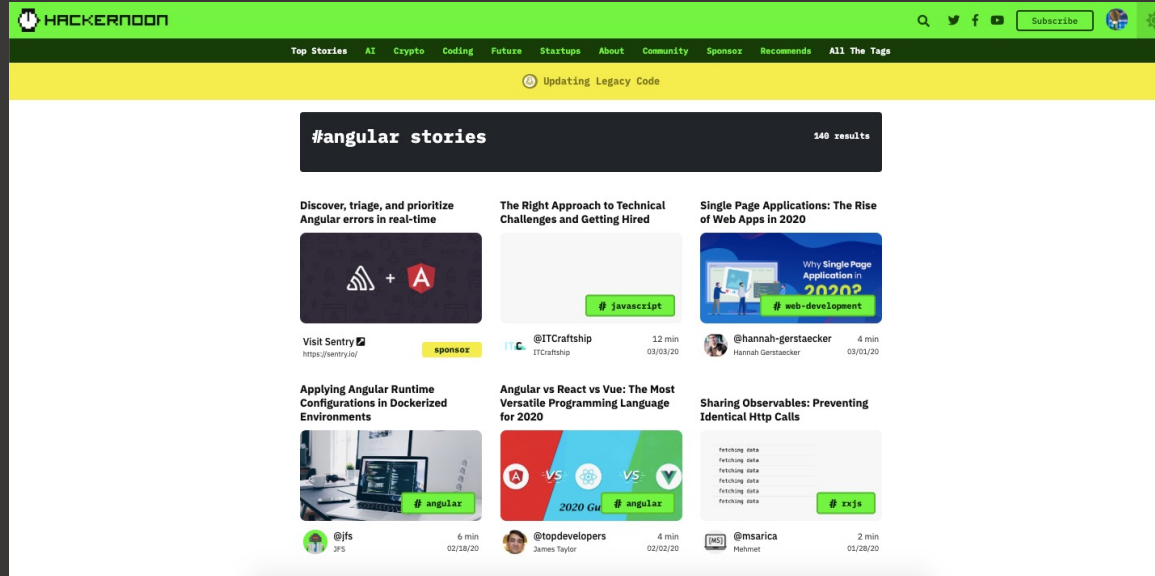 HACKERNOON
Subscribe
Top Stories AI Crypto Coding Future Startups About Community Sponsor Recommends All The Tags
Updating Legacy Code
#angular stories
140 results
Discover, triage, and prioritize
Angular errors in real-time
+
Visit Sentry
https://sentry.io/
sponsor
The Right Approach to Technical
Challenges and Getting Hired
# javascript
ITC
@ITCraftship
12 min
ITCraftship
03/03/20
Single Page Applications: The Rise
of Web Apps in 2020
Why Single Page
Application in
2020?
# web-development
@hannah-gerstaecker
4 min
Hannah Gerstaecker
03/01/20
Applying Angular Runtime
Configurations in Dockerized
Environments
# angular
@jfs
6 min
JFS
02/18/20
Angular vs React vs Vue: The Most
Versatile Programming Language
for 2020
A VS VS
2020 Gu
# angular
@topdevelopers
4 min
James Taylor
02/02/20
Sharing Observables: Preventing
Identical Http Calls
fetching data
fetching data
fetching data
fetching data
fetching data
fetching data
# rxjs
[MS]
@msarica
2 min
Mehmet
01/28/20